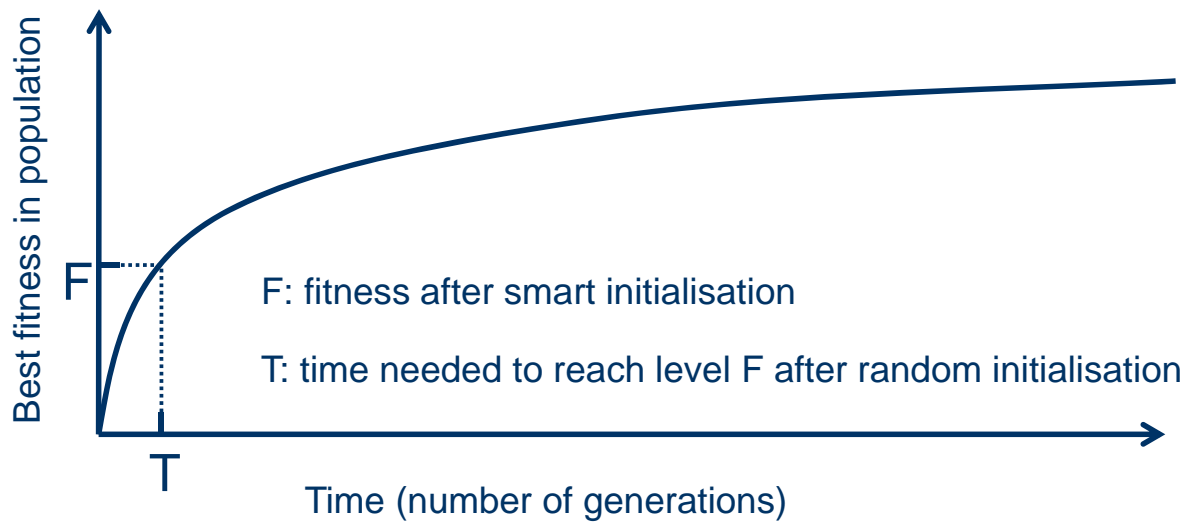 Best fitness in population
F
F: fitness after smart initialisation
T: time needed to reach level F after random initialisation
T
Time (number of generations)